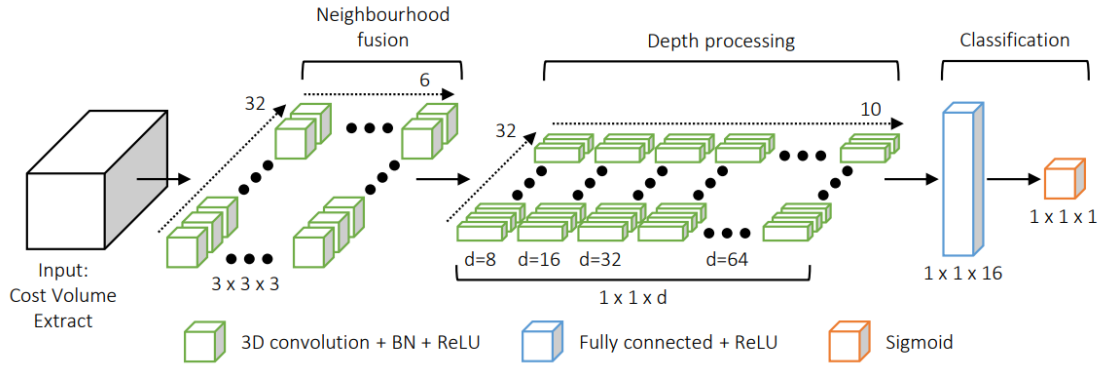 Neighbourhood
fusion
Depth processing
Classification
6
32
10
32
1 x 1 x 1
Input:
Cost Volume
Extract
3 x 3 x 3
d=8
d=16
d=32
d=64
1 x 1 x d
1 x 1 x 16
3D convolution + BN + ReLU
Fully connected + ReLU
Sigmoid